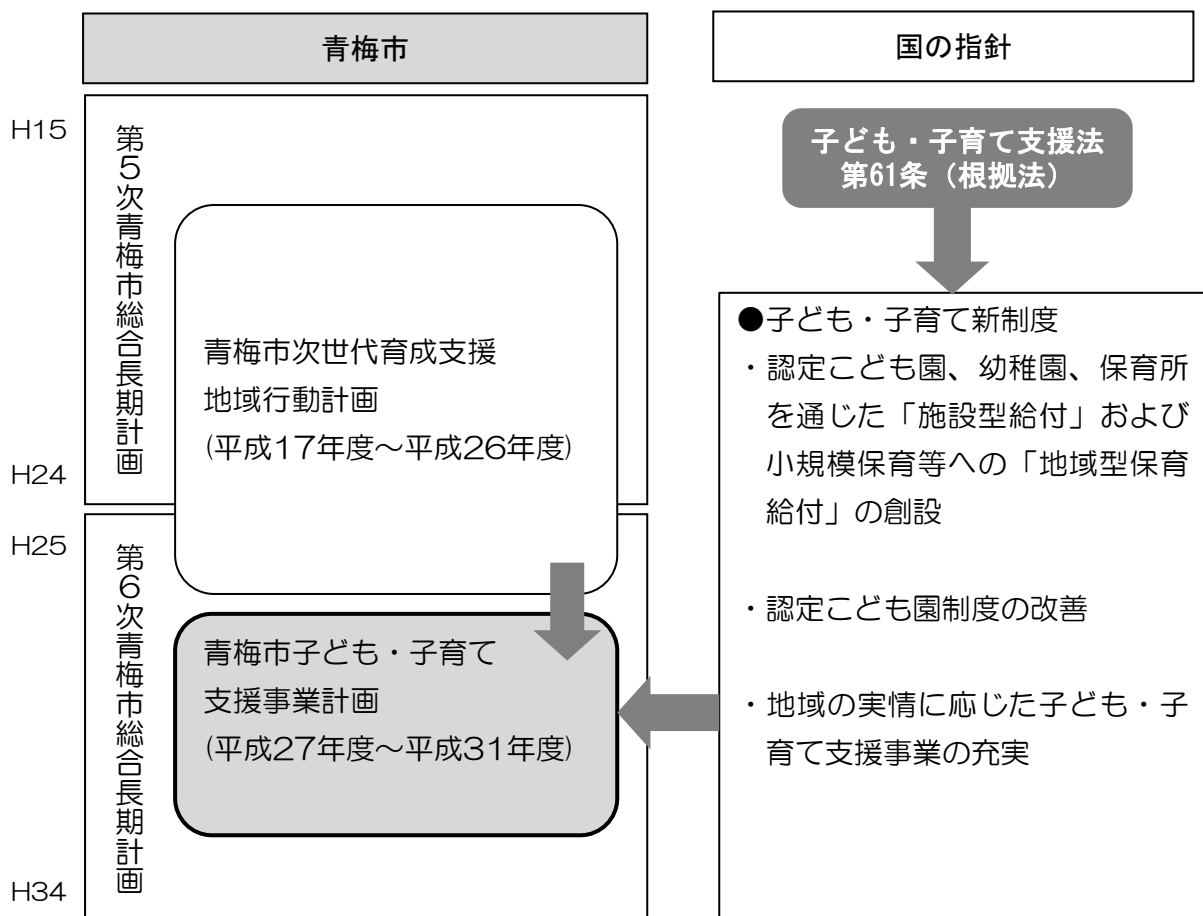 青梅市
H15
第5次青梅市総合長期計画
青梅市次世代育成支援
地域行動計画
(平成17年度～平成26年度)
H24
H25
第6次青梅市総合長期計画
青梅市子ども・子育て
支援事業計画
(平成27年度～平成31年度)
H34
国の指針
子ども・子育て支援法
第61条（根拠法）
●子ども・子育て新制度
・認定こども園、幼稚園、保育所
を通じた「施設型給付」および
小規模保育等への「地域型保育
給付」の創設
・認定こども園制度の改善
・地域の実情に応じた子ども・子
育て支援事業の充実